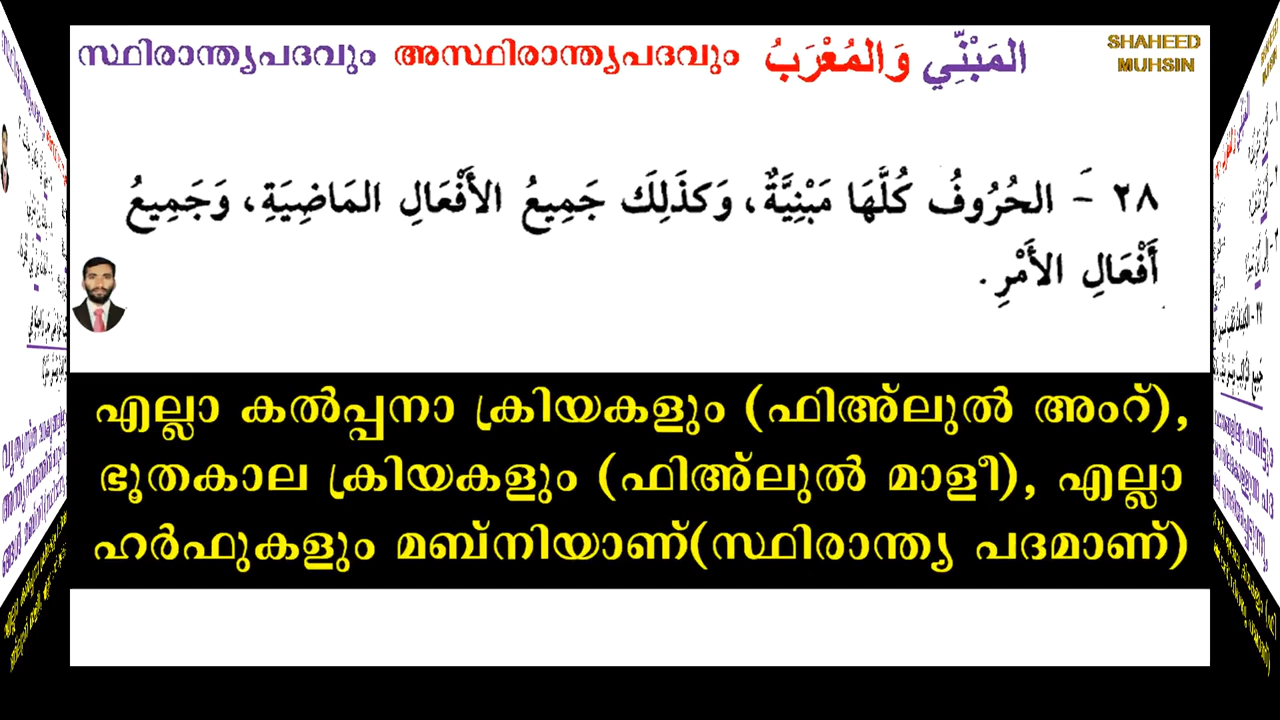 സ്ഥിരാന്ത്യപദവും അസ്ഥിരാന്ത്യപദവും المَبْنِّي وَالمُعْرَبُ
SHAHEED
MUHSIN
٢٨ - الحُرُوفُ كُلَّهَا مَبْنِيَّةٌ، وَكذَلِكَ جَمِيعُ الأَفْعَالِ المَاضِيَةِ، وَجَمِيعُ
أَفْعَالِ الأَمْرِ.
എല്ലാ കൽപ്പനാ ക്രിയകളും (ഫിഅ്ലുൽ അംറ്),
ഭൂതകാല ക്രിയകളും (ഫിഅ്ലുൽ മാളീ), എല്ലാ
ഹർഫുകളും മബ്നിയാണ്(സ്ഥിരാന്ത്യ പദമാണ്)